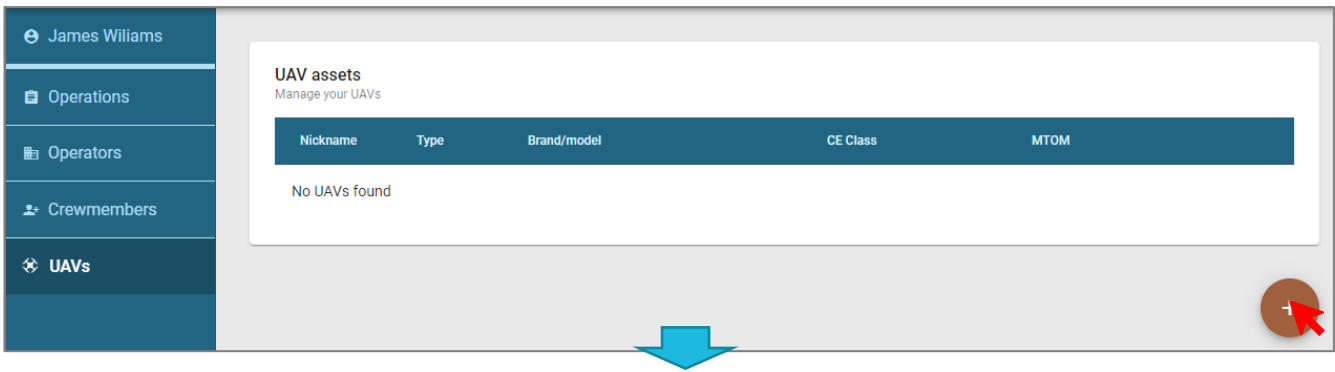 James Wiliams
Operations
Operators
Crewmembers
UAVs
UAV assets
Manage your UAVs
Nickname Type Brand/model CE Class MTOM
No UAVs found